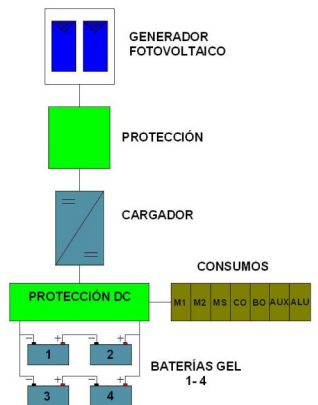 GENERADOR
FOTOVOLTAICO
PROTECCIÓN
CARGADOR
CONSUMOS
PROTECCIÓN DC
M1 M2 MS CO BO AUX ALU
- + - +
1 2
BATERÍAS GEL
1-4
- + - +
3 4